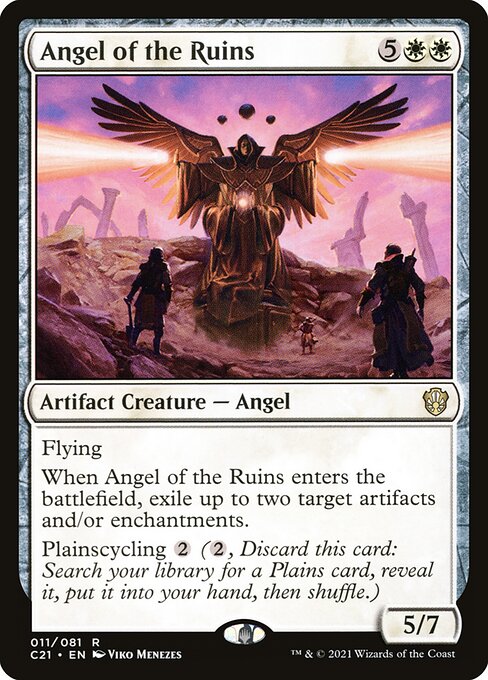 Angel of the Ruins 5
Artifact Creature — Angel
Flying
When Angel of the Ruins enters the
battlefield, exile up to two target artifacts
and/or enchantments.
Plainscycling 2 (2, Discard this card:
Search your library for a Plains card, reveal
it, put it into your hand, then shuffle.)
5/7
011/081 R
C21 • EN Viko Menezes
™ & © 2021 Wizards of the Coast